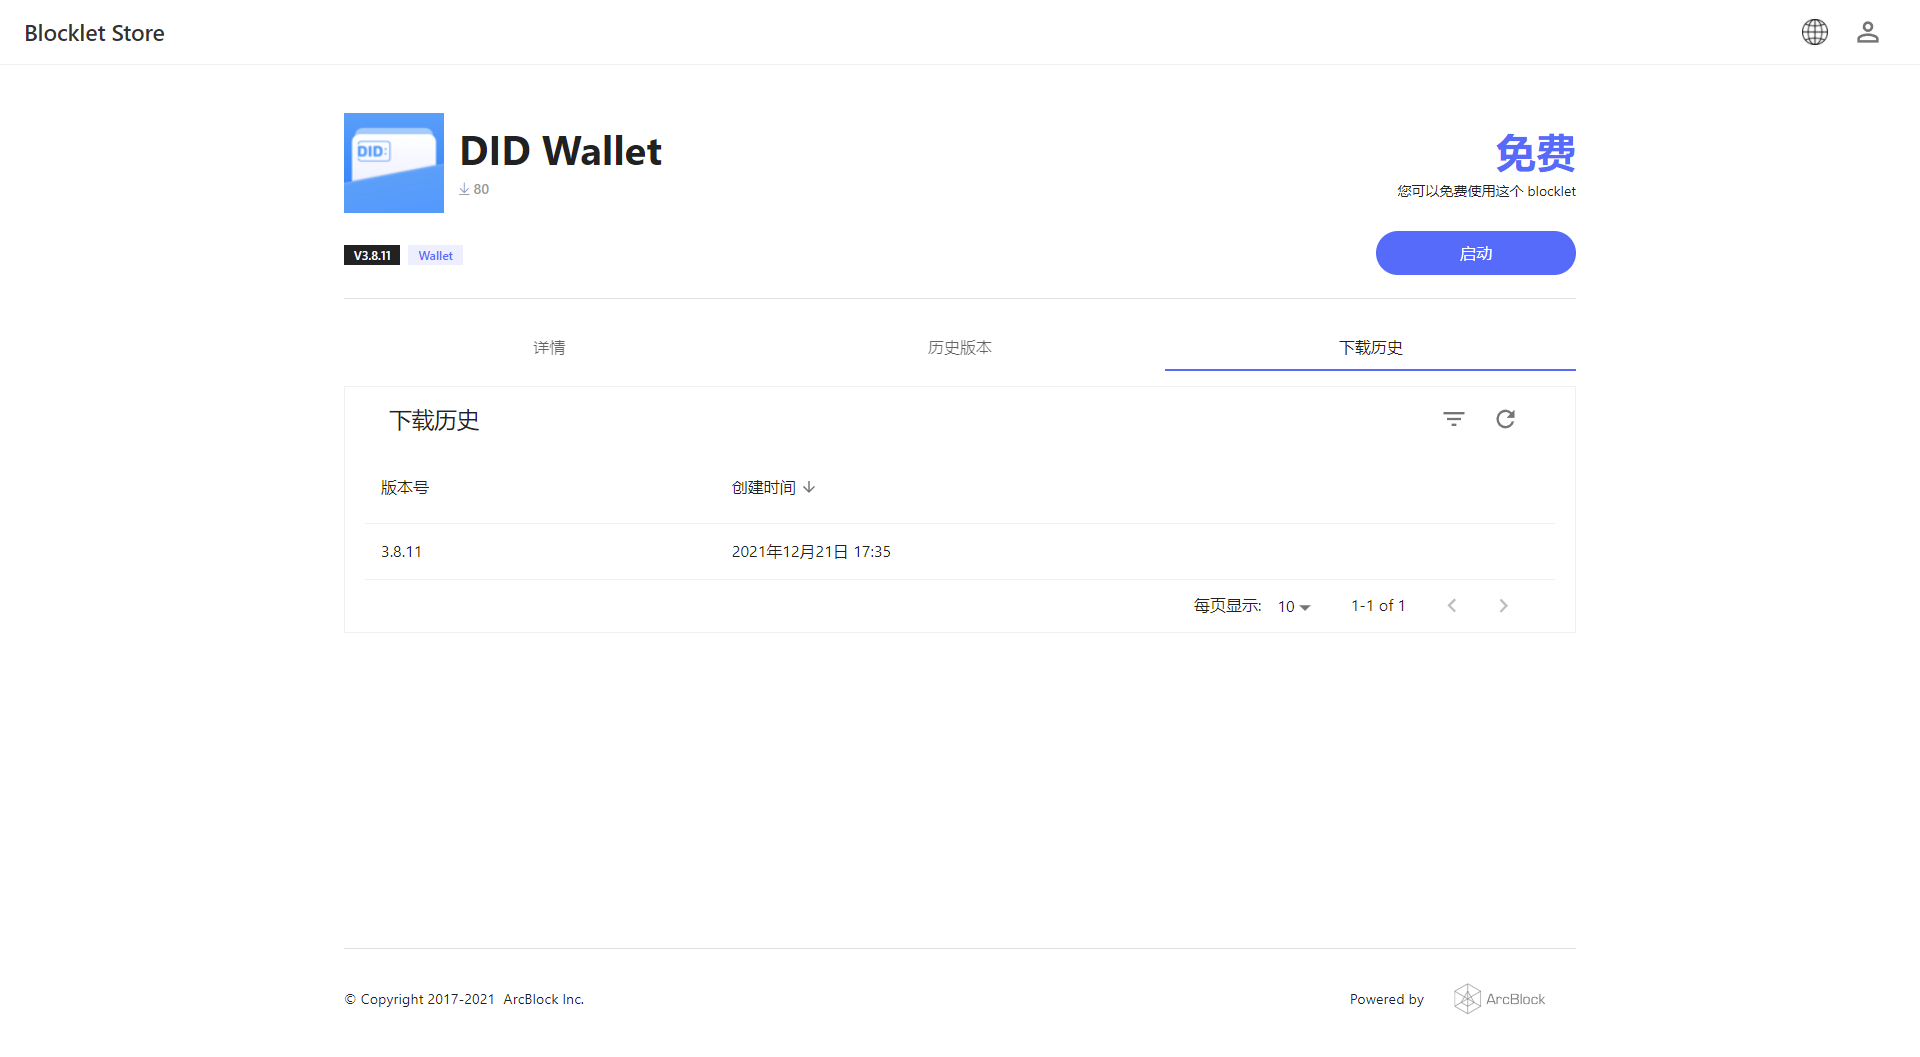 Blocklet Store
DID:
DID Wallet
80
免费
您可以免费使用这个 blocklet
V3.8.11
Wallet
启动
详情
历史版本
下载历史
下载历史
版本号
创建时间
3.8.11
2021年12月21日 17:35
每页显示:
10
1-1 of 1
© Copyright 2017-2021 ArcBlock Inc.
Powered by
ArcBlock